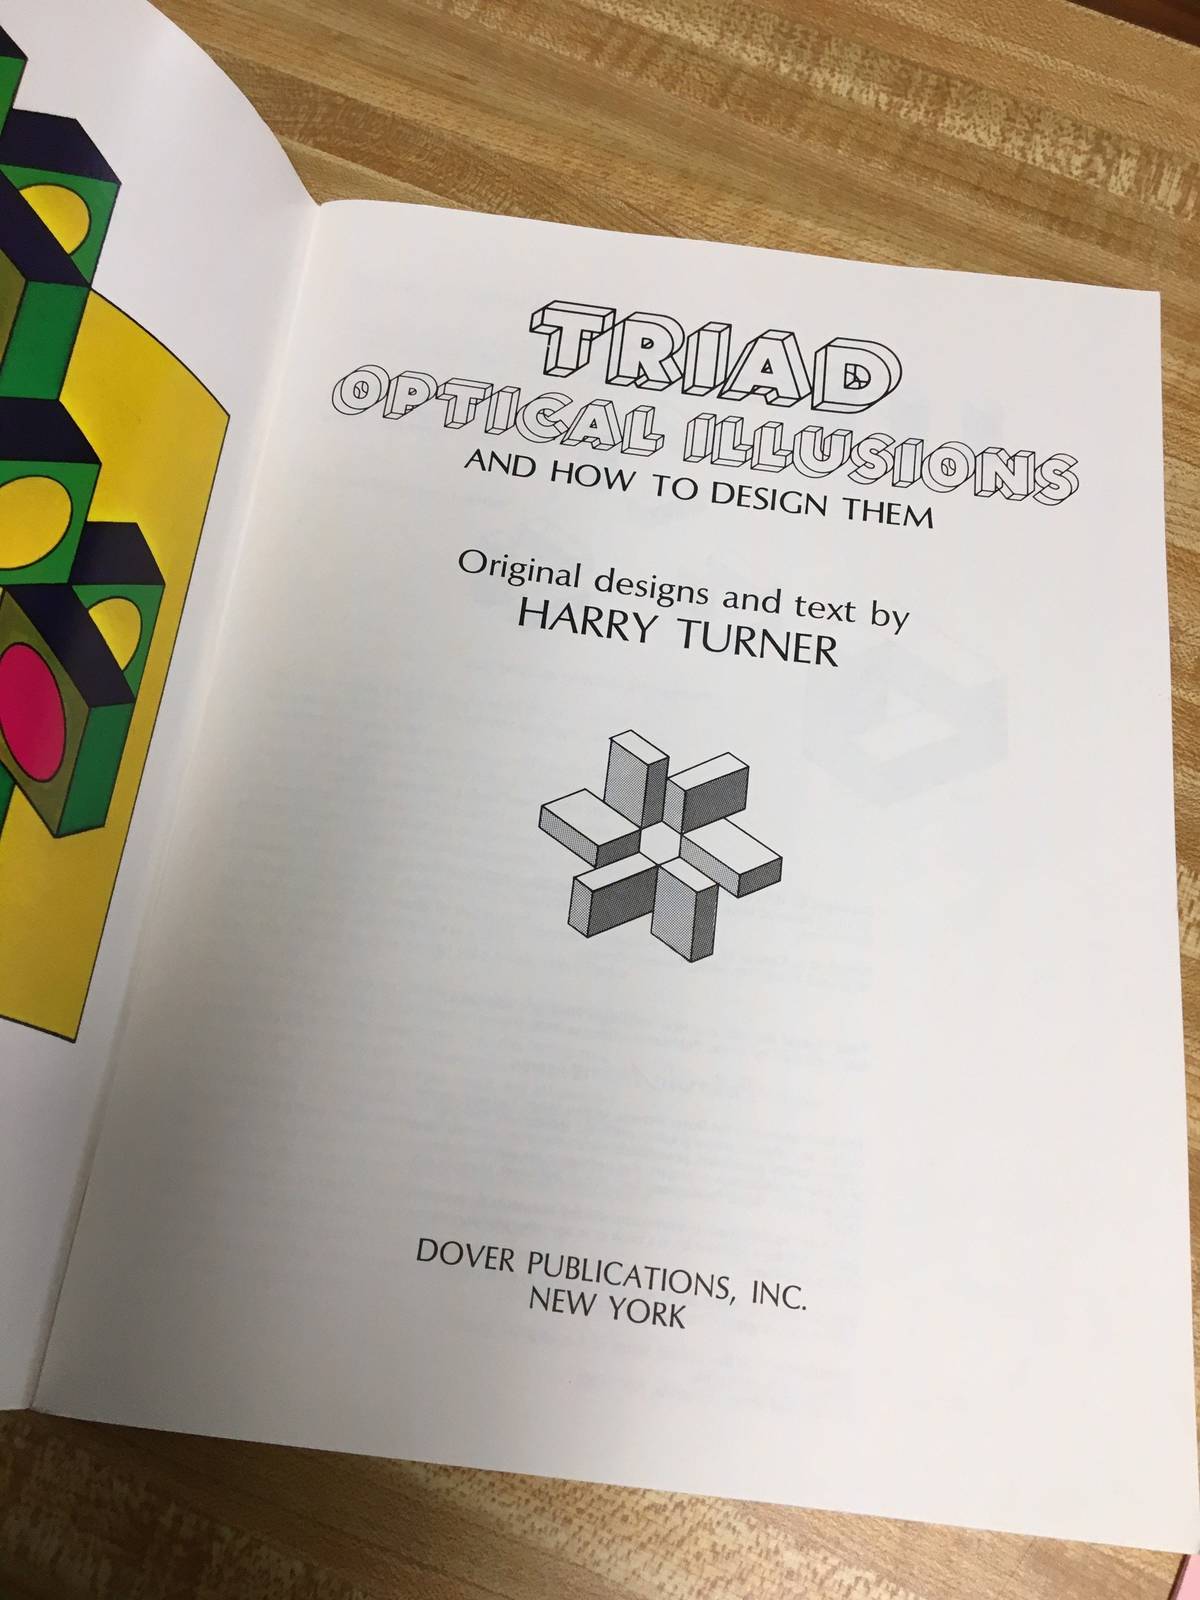 TRIAD
OPTICAL ILLUSIONS
AND HOW TO DESIGN THEM
Original designs and text by
HARRY TURNER
DOVER PUBLICATIONS, INC.
NEW YORK